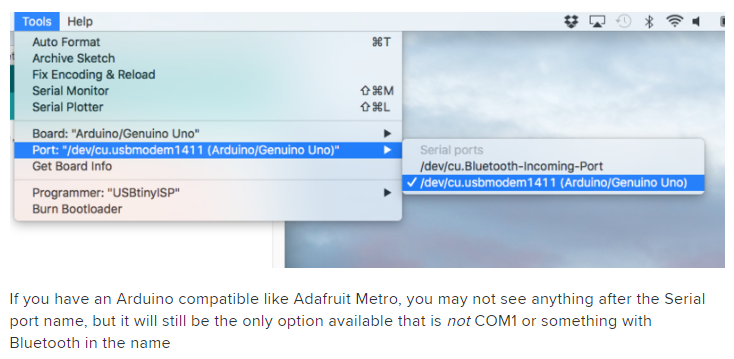 Tools Help
Auto Format ⌘T
Archive Sketch
Fix Encoding & Reload
Serial Monitor ⇧⌘M
Serial Plotter ⇧⌘L
Board: "Arduino/Genuino Uno"
Port: "/dev/cu.usbmodem1411 (Arduino/Genuino Uno)"
Get Board Info
Programmer: "USBtinyISP"
Burn Bootloader
Serial ports
/dev/cu.Bluetooth-Incoming-Port
✓ /dev/cu.usbmodem1411 (Arduino/Genuino Uno)
If you have an Arduino compatible like Adafruit Metro, you may not see anything after the Serial
port name, but it will still be the only option available that is not COM1 or something with
Bluetooth in the name